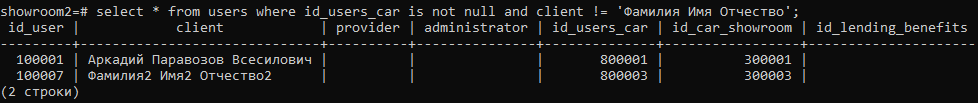 showroom2=# select * from users where id_users_car is not null and client != 'Фамилия Имя Отчество';
 id_user |            client            | provider | administrator | id_users_car | id_car_showroom | id_lending_benefits
---------+------------------------------+----------+---------------+--------------+-----------------+---------------------
  100001 | Аркадий Паравозов Всесилович |          |               |       800001 |          300001 |
  100007 | Фамилия2 Имя2 Отчество2      |          |               |       800003 |          300003 |
(2 строки)